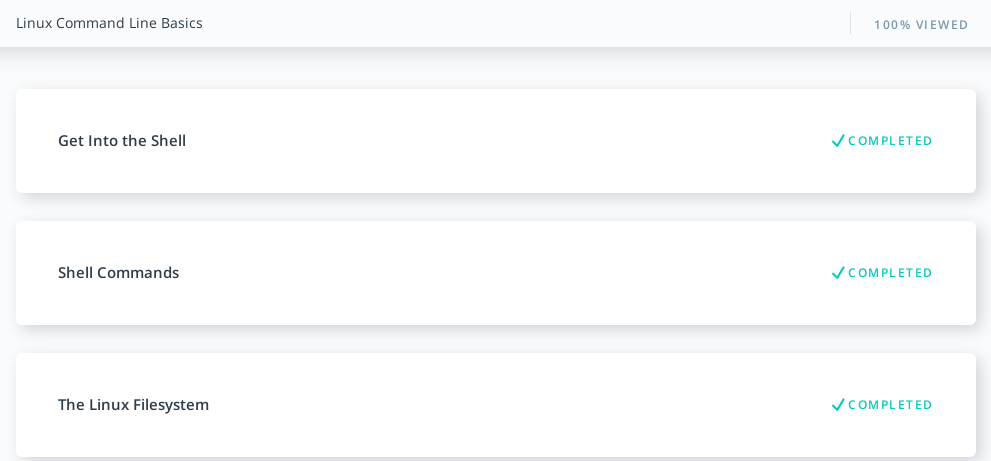 Linux Command Line Basics
100% VIEWED
Get Into the Shell
COMPLETED
Shell Commands
COMPLETED
The Linux Filesystem
COMPLETED